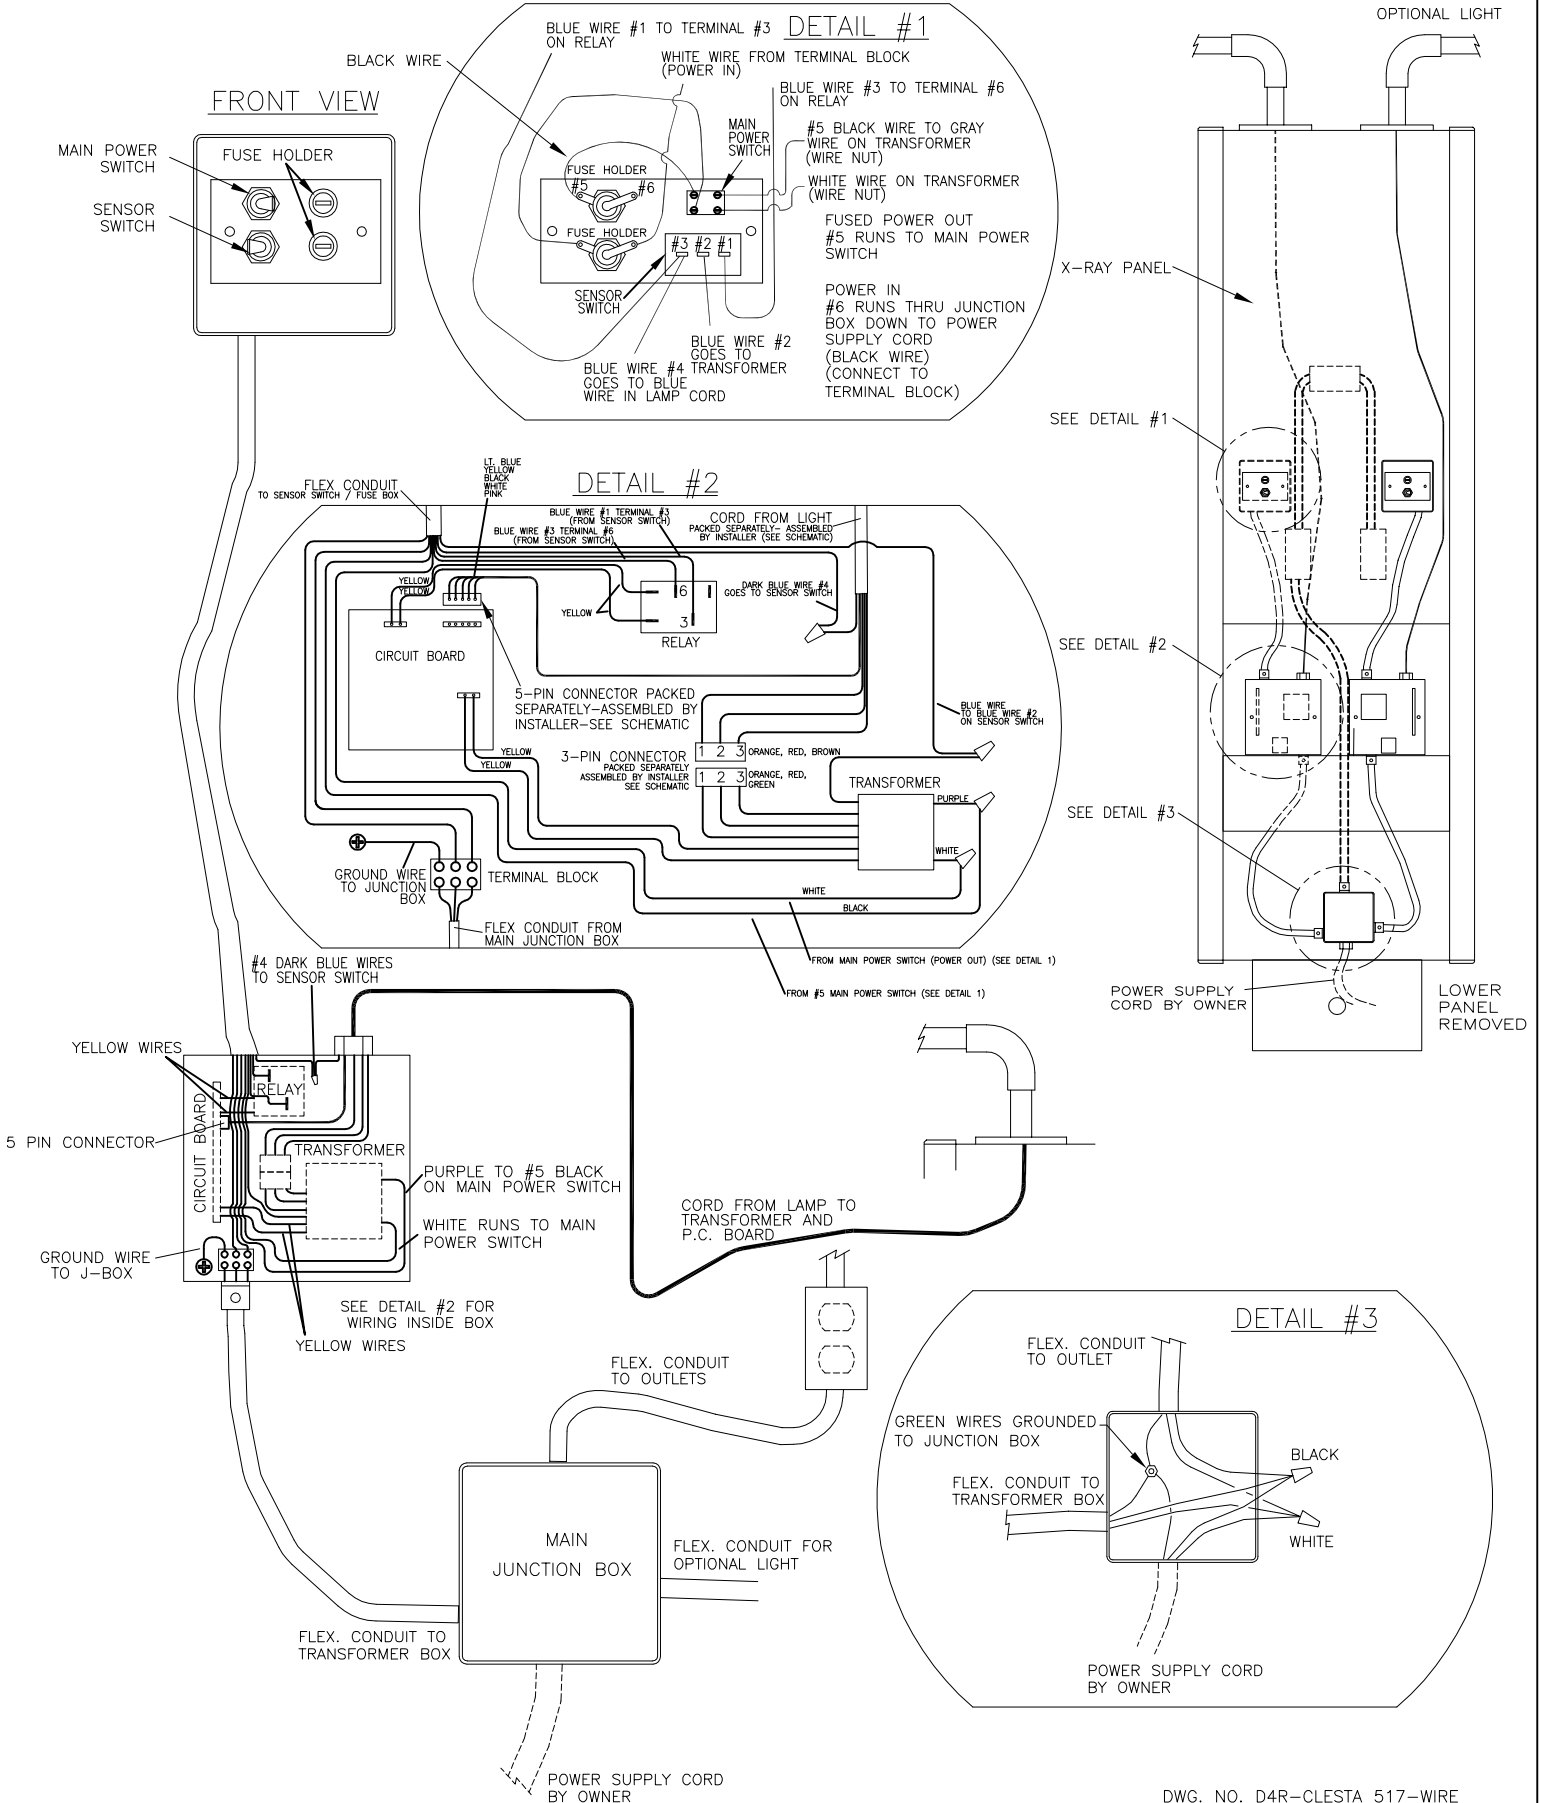 OPTIONAL LIGHT
DETAIL #1
BLUE WIRE #1 TO TERMINAL #3
ON RELAY
BLACK WIRE
WHITE WIRE FROM TERMINAL BLOCK
(POWER IN)
BLUE WIRE #3 TO TERMINAL #6
ON RELAY
MAIN
POWER
SWITCH
#5 BLACK WIRE TO GRAY
WIRE ON TRANSFORMER
(WIRE NUT)
WHITE WIRE ON TRANSFORMER
(WIRE NUT)
FUSE HOLDER
#5
#6
FUSE HOLDER
#3 #2 #1
SENSOR
SWITCH
FUSED POWER OUT
#5 RUNS TO MAIN POWER
SWITCH
POWER IN
#6 RUNS THRU JUNCTION
BOX DOWN TO POWER
SUPPLY CORD
(BLACK WIRE)
(CONNECT TO
TERMINAL BLOCK)
BLUE WIRE #2
GOES TO
TRANSFORMER
BLUE WIRE #4
GOES TO BLUE
WIRE IN LAMP CORD
FRONT VIEW
MAIN POWER
SWITCH
FUSE HOLDER
SENSOR
SWITCH
X-RAY PANEL
SEE DETAIL #1
SEE DETAIL #2
SEE DETAIL #3
POWER SUPPLY
CORD BY OWNER
LOWER
PANEL
REMOVED
DETAIL #2
LT. BLUE
YELLOW
BLACK
WHITE
PINK
FLEX CONDUIT
TO SENSOR SWITCH / FUSE BOX
BLUE WIRE #1 TERMINAL #3
(FROM SENSOR SWITCH)
BLUE WIRE #3 TERMINAL #6
(FROM SENSOR SWITCH)
CORD FROM LIGHT
PACKED SEPARATELY- ASSEMBLED
BY INSTALLER (SEE SCHEMATIC)
YELLOW
YELLOW
YELLOW
6
3
RELAY
DARK BLUE WIRE #4
GOES TO SENSOR SWITCH
CIRCUIT BOARD
5-PIN CONNECTOR PACKED
SEPARATELY-ASSEMBLED BY
INSTALLER-SEE SCHEMATIC
BLUE WIRE
TO BLUE WIRE #2
ON SENSOR SWITCH
YELLOW
YELLOW
3-PIN CONNECTOR
PACKED SEPARATELY
ASSEMBLED BY INSTALLER
SEE SCHEMATIC
1 2 3
ORANGE, RED, BROWN
1 2 3
ORANGE, RED,
GREEN
TRANSFORMER
PURPLE
WHITE
GROUND WIRE
TO JUNCTION
BOX
TERMINAL BLOCK
WHITE
BLACK
FLEX CONDUIT FROM
MAIN JUNCTION BOX
FROM MAIN POWER SWITCH (POWER OUT) (SEE DETAIL 1)
FROM #5 MAIN POWER SWITCH (SEE DETAIL 1)
#4 DARK BLUE WIRES
TO SENSOR SWITCH
YELLOW WIRES
RELAY
CIRCUIT BOARD
5 PIN CONNECTOR
TRANSFORMER
PURPLE TO #5 BLACK
ON MAIN POWER SWITCH
WHITE RUNS TO MAIN
POWER SWITCH
GROUND WIRE
TO J-BOX
SEE DETAIL #2 FOR
WIRING INSIDE BOX
YELLOW WIRES
CORD FROM LAMP TO
TRANSFORMER AND
P.C. BOARD
FLEX. CONDUIT
TO OUTLETS
MAIN
JUNCTION BOX
FLEX. CONDUIT FOR
OPTIONAL LIGHT
FLEX. CONDUIT TO
TRANSFORMER BOX
POWER SUPPLY CORD
BY OWNER
DETAIL #3
FLEX. CONDUIT
TO OUTLET
GREEN WIRES GROUNDED
TO JUNCTION BOX
FLEX. CONDUIT TO
TRANSFORMER BOX
BLACK
WHITE
POWER SUPPLY CORD
BY OWNER
DWG. NO. D4R-CLESTA 517-WIRE